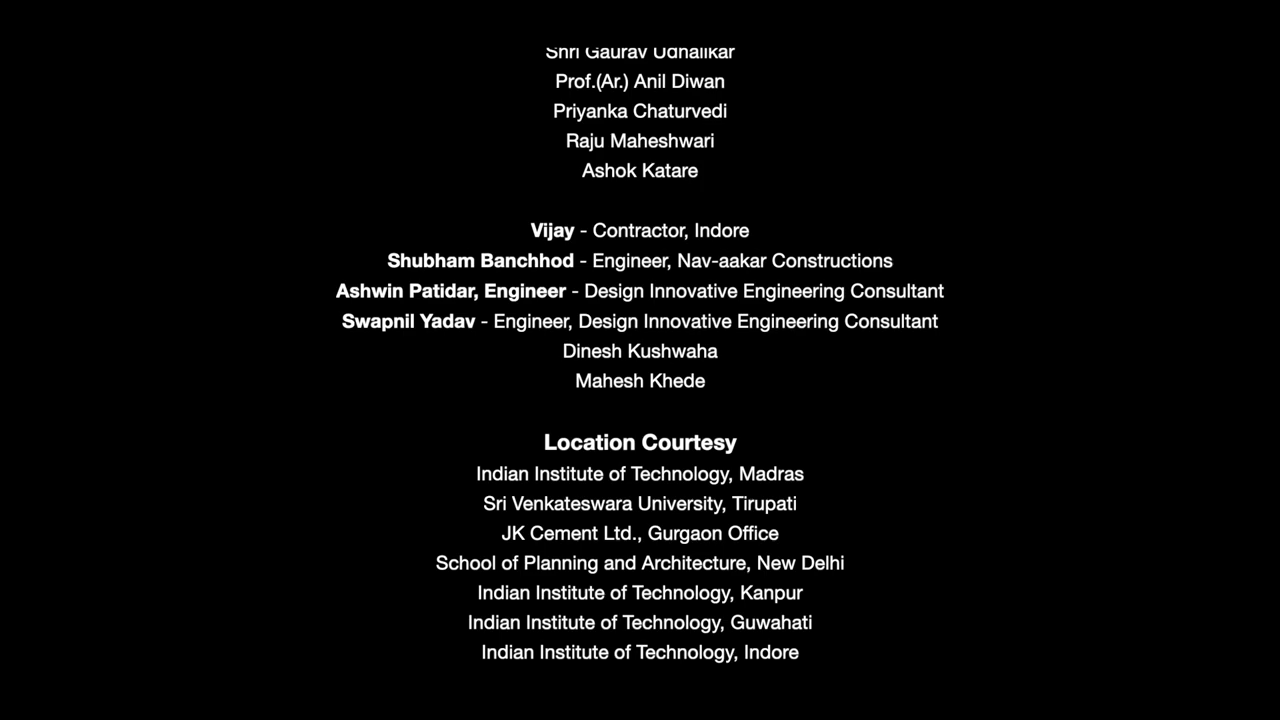 Shri Gaurav Udhalikar
Prof.(Ar.) Anil Diwan
Priyanka Chaturvedi
Raju Maheshwari
Ashok Katare
Vijay - Contractor, Indore
Shubham Banchhod - Engineer, Nav-aakar Constructions
Ashwin Patidar, Engineer - Design Innovative Engineering Consultant
Swapnil Yadav - Engineer, Design Innovative Engineering Consultant
Dinesh Kushwaha
Mahesh Khede
Location Courtesy
Indian Institute of Technology, Madras
Sri Venkateswara University, Tirupati
JK Cement Ltd., Gurgaon Office
School of Planning and Architecture, New Delhi
Indian Institute of Technology, Kanpur
Indian Institute of Technology, Guwahati
Indian Institute of Technology, Indore